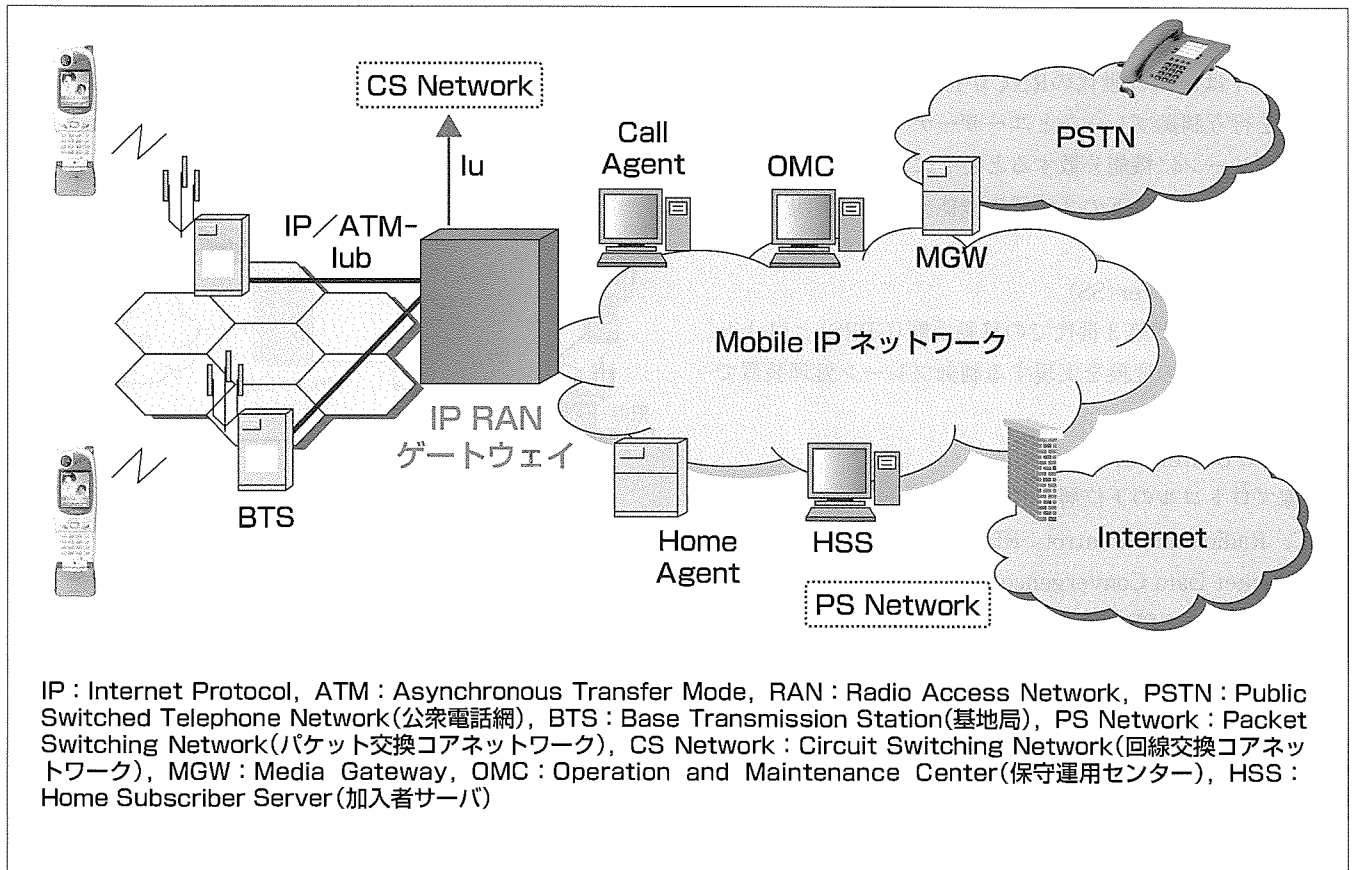 CS Network
Iu
Call
Agent
OMC
PSTN
MGW
IP／ATM-
Iub
Mobile IP ネットワーク
IP RAN
ゲートウェイ
BTS
Home
Agent
HSS
Internet
PS Network
IP：Internet Protocol, ATM：Asynchronous Transfer Mode, RAN：Radio Access Network, PSTN：Public
Switched Telephone Network(公衆電話網), BTS：Base Transmission Station(基地局), PS Network：Packet
Switching Network(パケット交換コアネットワーク), CS Network：Circuit Switching Network(回線交換コアネッ
トワーク), MGW：Media Gateway, OMC：Operation and Maintenance Center(保守運用センター), HSS：
Home Subscriber Server(加入者サーバ)